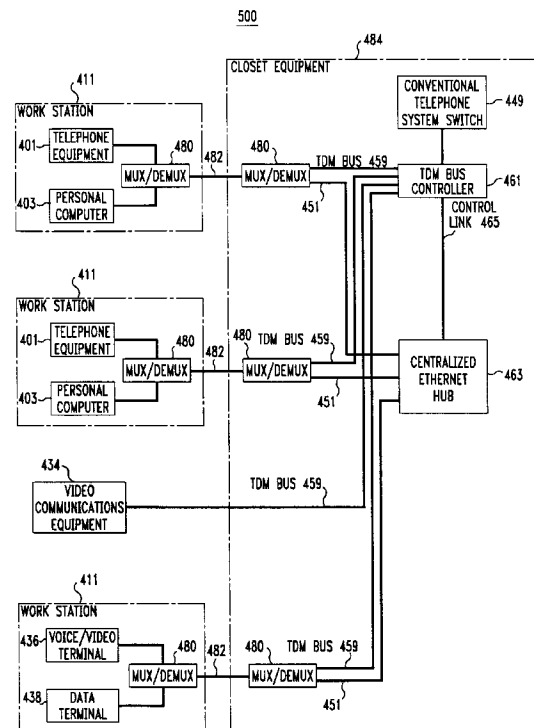 500
484
CLOSET EQUIPMENT
411
WORK STATION
401
TELEPHONE
EQUIPMENT
480
MUX/DEMUX
403
PERSONAL
COMPUTER
482
480
MUX/DEMUX
TDM BUS 459
451
CONVENTIONAL
TELEPHONE
SYSTEM SWITCH
449
TDM BUS
CONTROLLER
461
CONTROL
LINK 465
411
WORK STATION
401
TELEPHONE
EQUIPMENT
480
MUX/DEMUX
403
PERSONAL
COMPUTER
482
480
MUX/DEMUX
TDM BUS 459
451
CENTRALIZED
ETHERNET
HUB
463
434
VIDEO
COMMUNICATIONS
EQUIPMENT
TDM BUS 459
411
WORK STATION
436
VOICE/VIDEO
TERMINAL
480
MUX/DEMUX
438
DATA
TERMINAL
482
480
MUX/DEMUX
TDM BUS 459
451